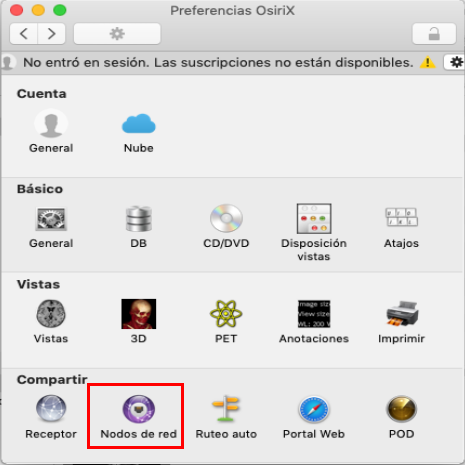 Preferencias OsiriX
No entró en sesión. Las suscripciones no están disponibles.
Cuenta
General
Nube
Básico
General
DB
CD/DVD
Disposición
vistas
Atajos
Vistas
Image size
View size
WL: 200 W
Vistas
3D
PET
Anotaciones
Imprimir
Compartir
Receptor
Nodos de red
Ruteo auto
Portal Web
POD